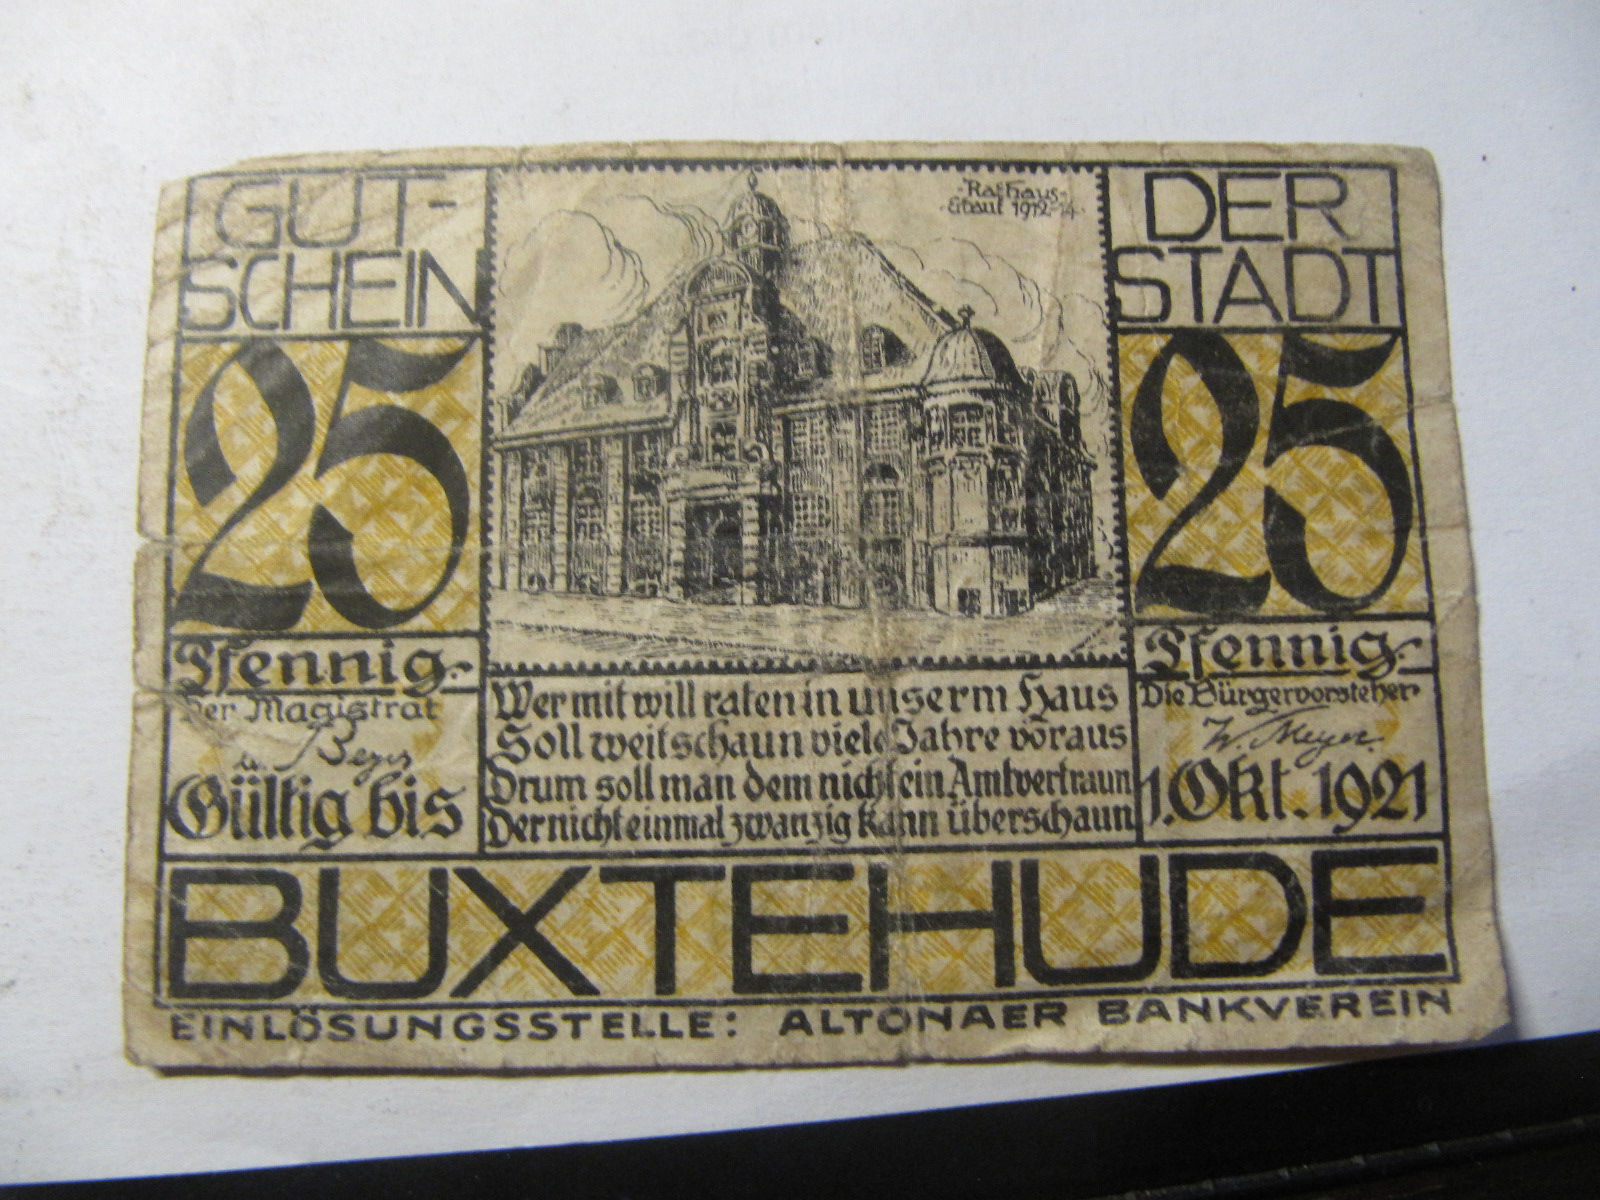 GUT-
SCHEIN
25
Pfennig.
Der Magistrat
Gültig bis
-Rathaus-
Erbaut 1912-14.
Wer mit will raten in unserm Haus
Soll weit schaun viele Jahre voraus
Drum soll man dem nicht ein Amt vertraun
Der nicht einmal zwanzig kann überschaun
DER
STADT
25
Pfennig.
Die Bürgervorsteher
W. Meyer.
1. Okt. 1921
BUXTEHUDE
EINLÖSUNGSSTELLE: ALTONAER BANKVEREIN